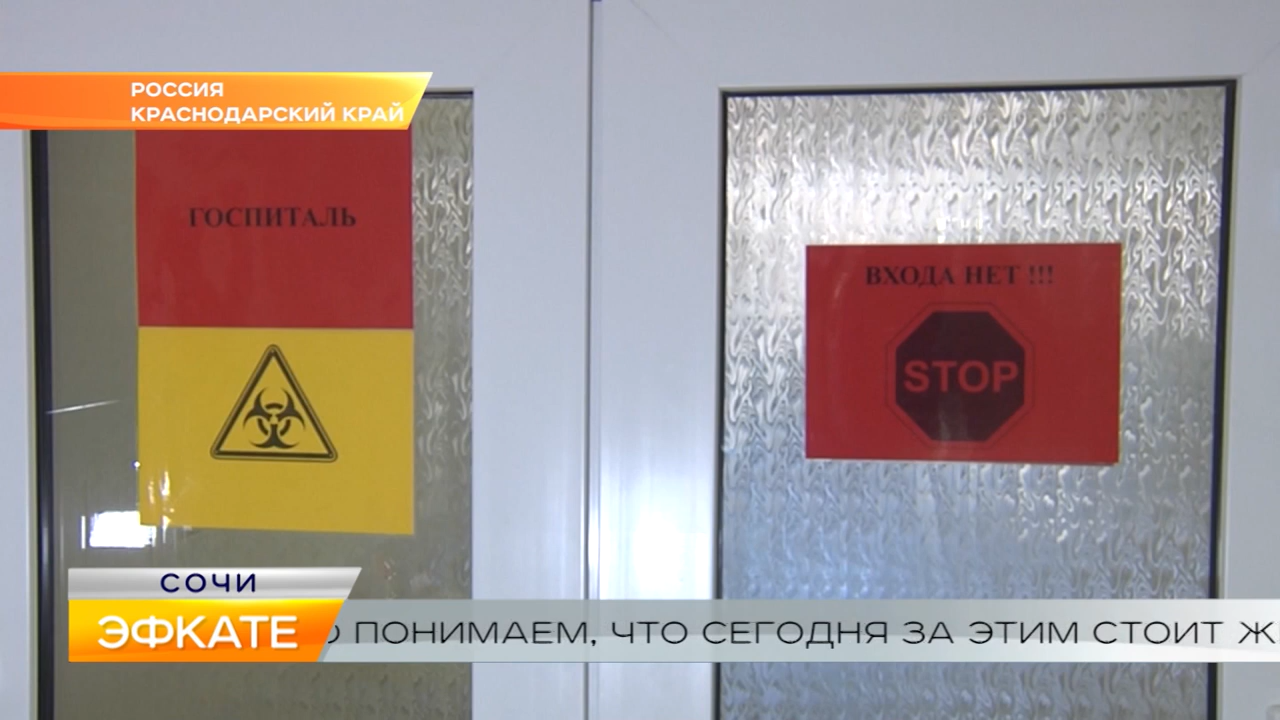 РОССИЯ
КРАСНОДАРСКИЙ КРАЙ
ГОСПИТАЛЬ
ВХОДА НЕТ !!!
STOP
СОЧИ
ЭФКАТЕ
ПОНИМАЕМ, ЧТО СЕГОДНЯ ЗА ЭТИМ СТОИТ